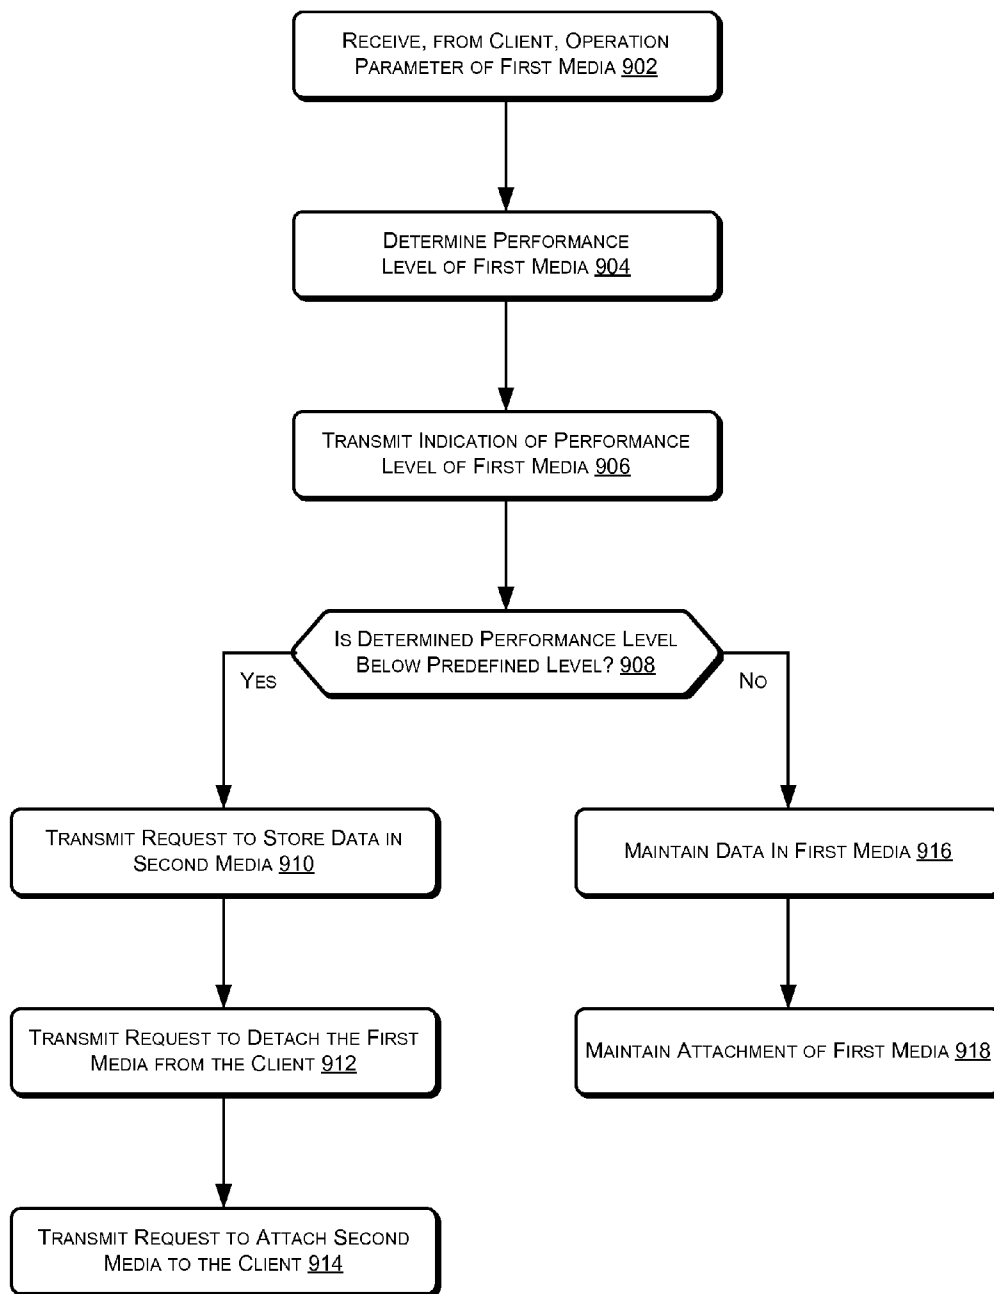 Receive, from Client, Operation
Parameter of First Media 902
Determine Performance
Level of First Media 904
Transmit Indication of Performance
Level of First Media 906
Is Determined Performance Level
Below Predefined Level? 908
Yes
No
Transmit Request to Store Data in
Second Media 910
Transmit Request to Detach the First
Media from the Client 912
Transmit Request to Attach Second
Media to the Client 914
Maintain Data In First Media 916
Maintain Attachment of First Media 918